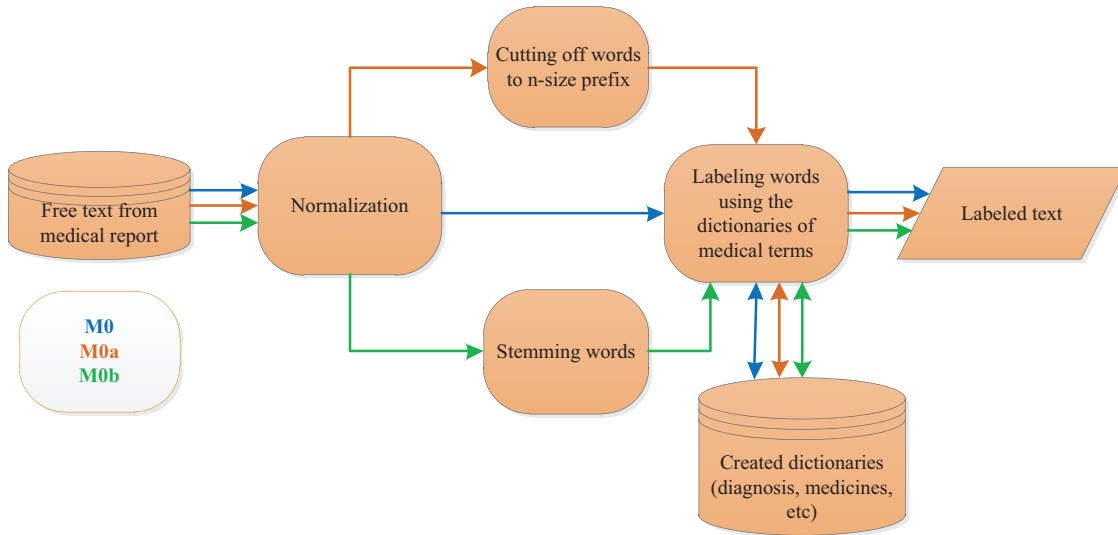 Cutting off words
to n-size prefix
Free text from
medical report
Normalization
Labeling words
using the
dictionaries of
medical terms
Labeled text
M0
M0a
M0b
Stemming words
Created dictionaries
(diagnosis, medicines,
etc)